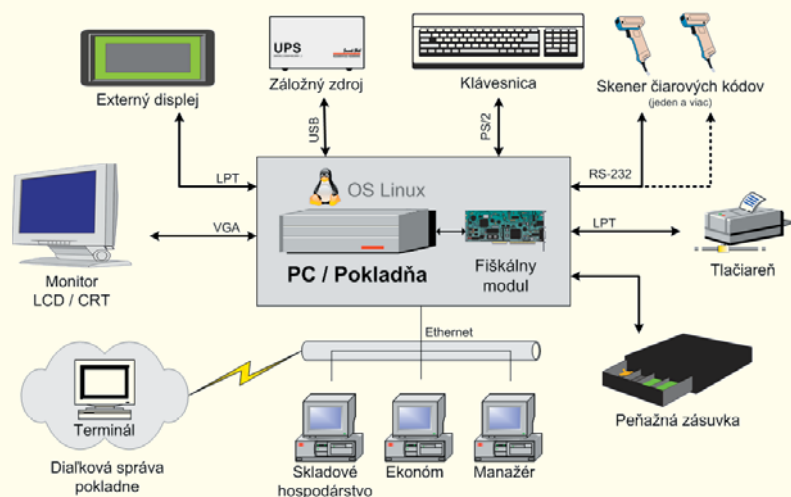 UPS
Externý displej
Záložný zdroj
Klávesnica
Skener čiarových kódov
(jeden a viac)
USB
PS/2
LPT
OS Linux
RS-232
VGA
LPT
PC / Pokladňa
Fiškálny
modul
Monitor
LCD / CRT
Tlačiareň
Ethernet
Terminál
Peňažná zásuvka
Diaľková správa
pokladne
Skladové
hospodárstvo
Ekonóm
Manažér